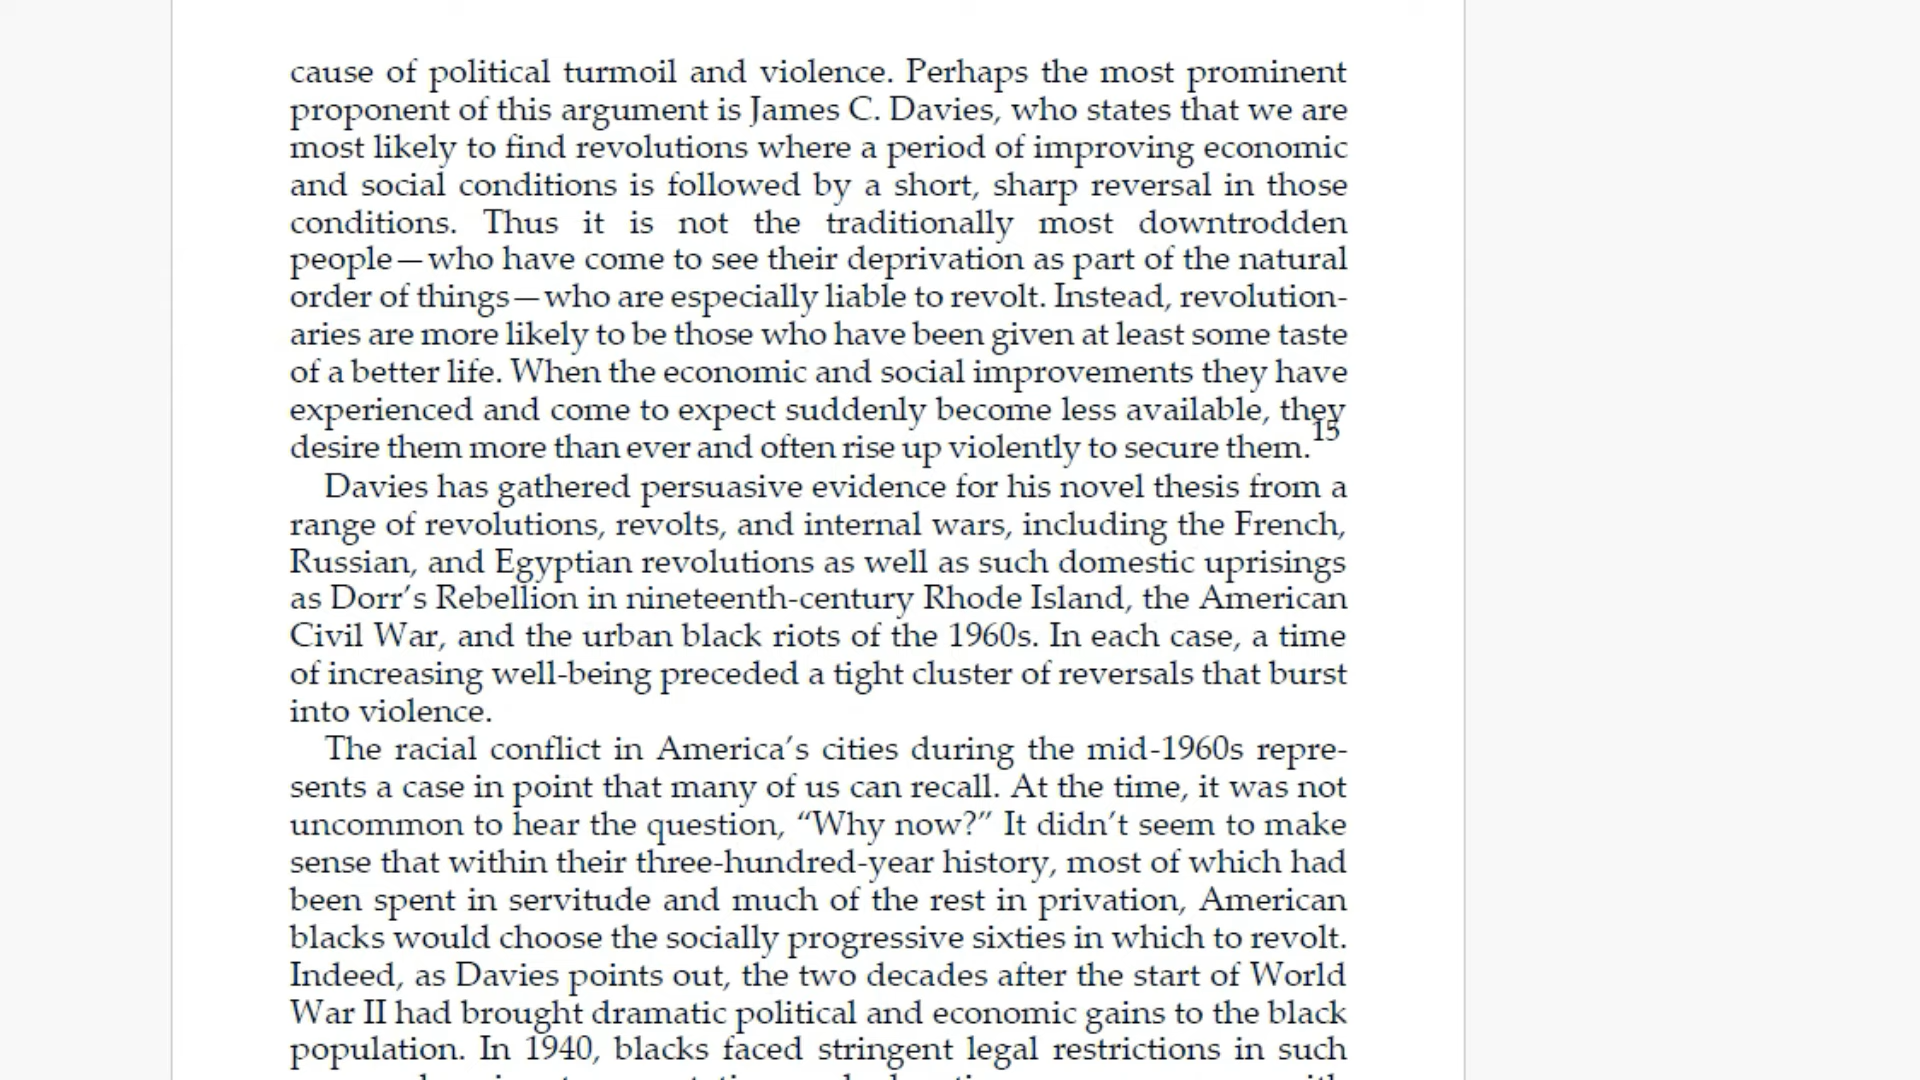 cause of political turmoil and violence. Perhaps the most prominent
proponent of this argument is James C. Davies, who states that we are
most likely to find revolutions where a period of improving economic
and social conditions is followed by a short, sharp reversal in those
conditions. Thus it is not the traditionally most downtrodden
people—who have come to see their deprivation as part of the natural
order of things—who are especially liable to revolt. Instead, revolution-
aries are more likely to be those who have been given at least some taste
of a better life. When the economic and social improvements they have
experienced and come to expect suddenly become less available, they
desire them more than ever and often rise up violently to secure them.15
Davies has gathered persuasive evidence for his novel thesis from a
range of revolutions, revolts, and internal wars, including the French,
Russian, and Egyptian revolutions as well as such domestic uprisings
as Dorr’s Rebellion in nineteenth-century Rhode Island, the American
Civil War, and the urban black riots of the 1960s. In each case, a time
of increasing well-being preceded a tight cluster of reversals that burst
into violence.
The racial conflict in America’s cities during the mid-1960s repre-
sents a case in point that many of us can recall. At the time, it was not
uncommon to hear the question, “Why now?” It didn’t seem to make
sense that within their three-hundred-year history, most of which had
been spent in servitude and much of the rest in privation, American
blacks would choose the socially progressive sixties in which to revolt.
Indeed, as Davies points out, the two decades after the start of World
War II had brought dramatic political and economic gains to the black
population. In 1940, blacks faced stringent legal restrictions in such